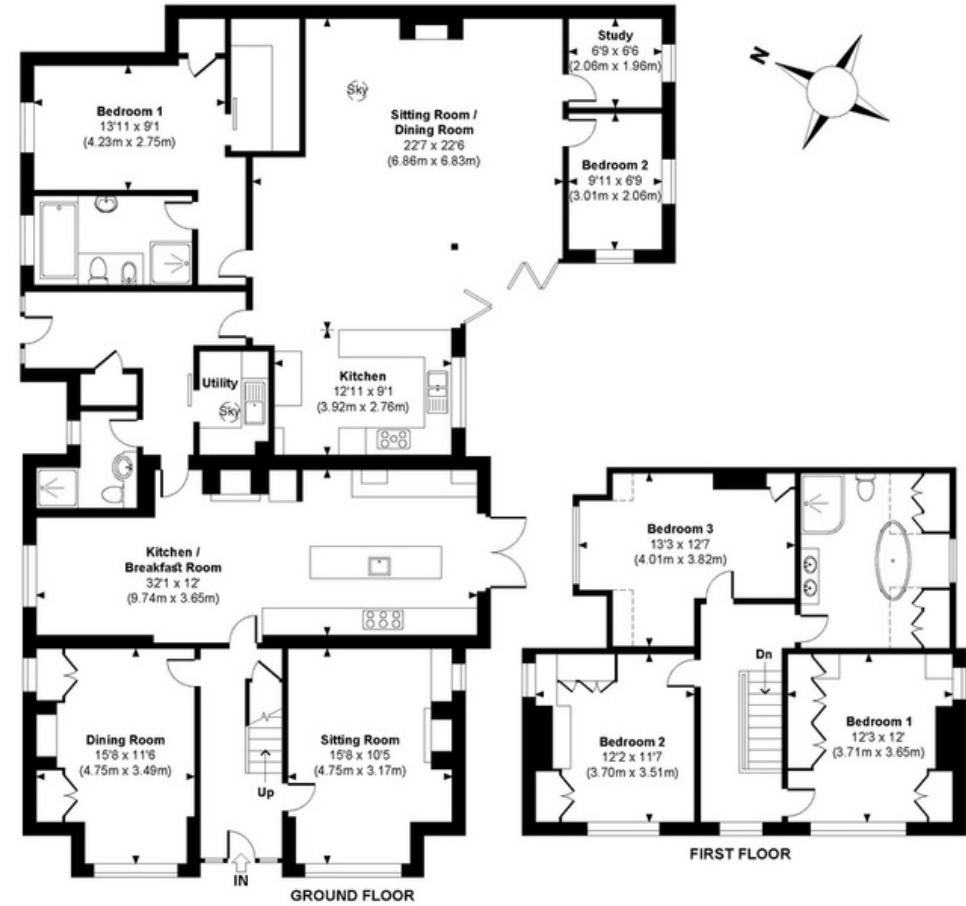 Study
6'9 x 6'6
(2.06m x 1.96m)
N
Sky
Bedroom 1
13'11 x 9'1
(4.23m x 2.75m)
Sitting Room /
Dining Room
22'7 x 22'6
(6.86m x 6.83m)
Bedroom 2
9'11 x 6'9
(3.01m x 2.06m)
Utility
Sky
Kitchen
12'11 x 9'1
(3.92m x 2.76m)
Kitchen /
Breakfast Room
32'1 x 12'
(9.74m x 3.65m)
Bedroom 3
13'3 x 12'7
(4.01m x 3.82m)
Dn
Dining Room
15'8 x 11'6
(4.75m x 3.49m)
Up
Sitting Room
15'8 x 10'5
(4.75m x 3.17m)
Bedroom 2
12'2 x 11'7
(3.70m x 3.51m)
Bedroom 1
12'3 x 12'
(3.71m x 3.65m)
IN
GROUND FLOOR
FIRST FLOOR